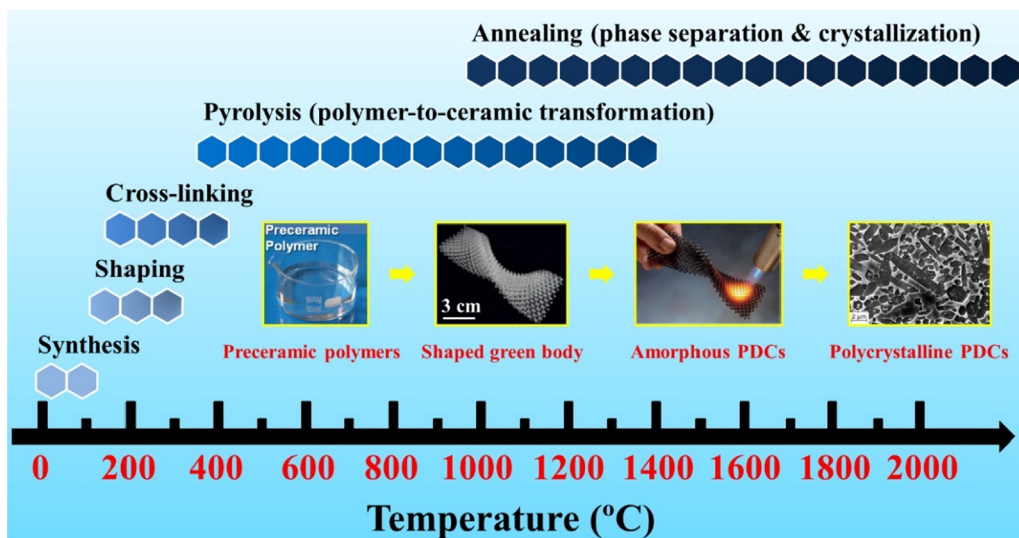 Annealing (phase separation & crystallization)
Pyrolysis (polymer-to-ceramic transformation)
Cross-linking
Shaping
Synthesis
Preceramic
Polymer
3 cm
2 µm
Preceramic polymers
Shaped green body
Amorphous PDCs
Polycrystalline PDCs
0 200 400 600 800 1000 1200 1400 1600 1800 2000
Temperature (ºC)